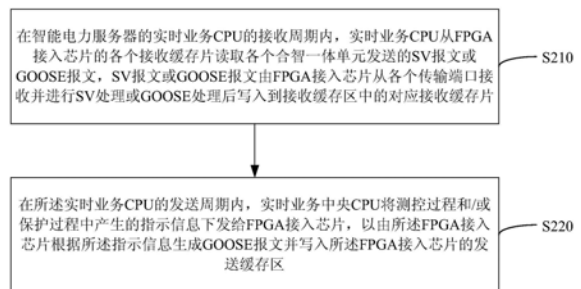 在智能电力服务器的实时业务CPU的接收周期内，实时业务CPU从FPGA
接入芯片的各个接收缓存片读取各个合智一体单元发送的SV报文或
GOOSE报文，SV报文或GOOSE报文由FPGA接入芯片从各个传输端口接
收并进行SV处理或GOOSE处理后写入到接收缓存区中的对应接收缓存片
S210
在所述实时业务CPU的发送周期内，实时业务中央CPU将测控过程和/或
保护过程中产生的指示信息下发给FPGA接入芯片，以由所述FPGA接入
芯片根据所述指示信息生成GOOSE报文并写入所述FPGA接入芯片的发
送缓存区
S220